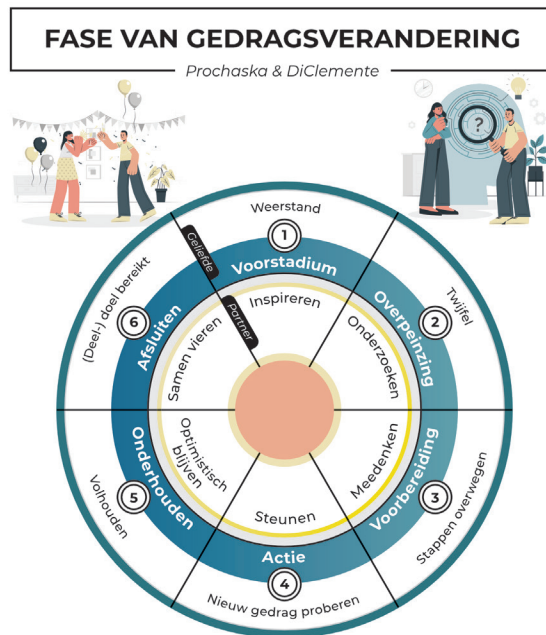 FASE VAN GEDRAGSVERANDERING
Prochaska & DiClemente
?
Geliefde
Partner
Weerstand
1
Voorstadium
Inspireren
Twijfel
2
Overpeinzing
Onderzoeken
Stappen overwegen
3
Voorbereiding
Meedenken
Nieuw gedrag proberen
4
Actie
Steunen
Volhouden
5
Onderhouden
Optimistisch
blijven
(Deel-) doel bereikt
6
Afsluiten
Samen vieren